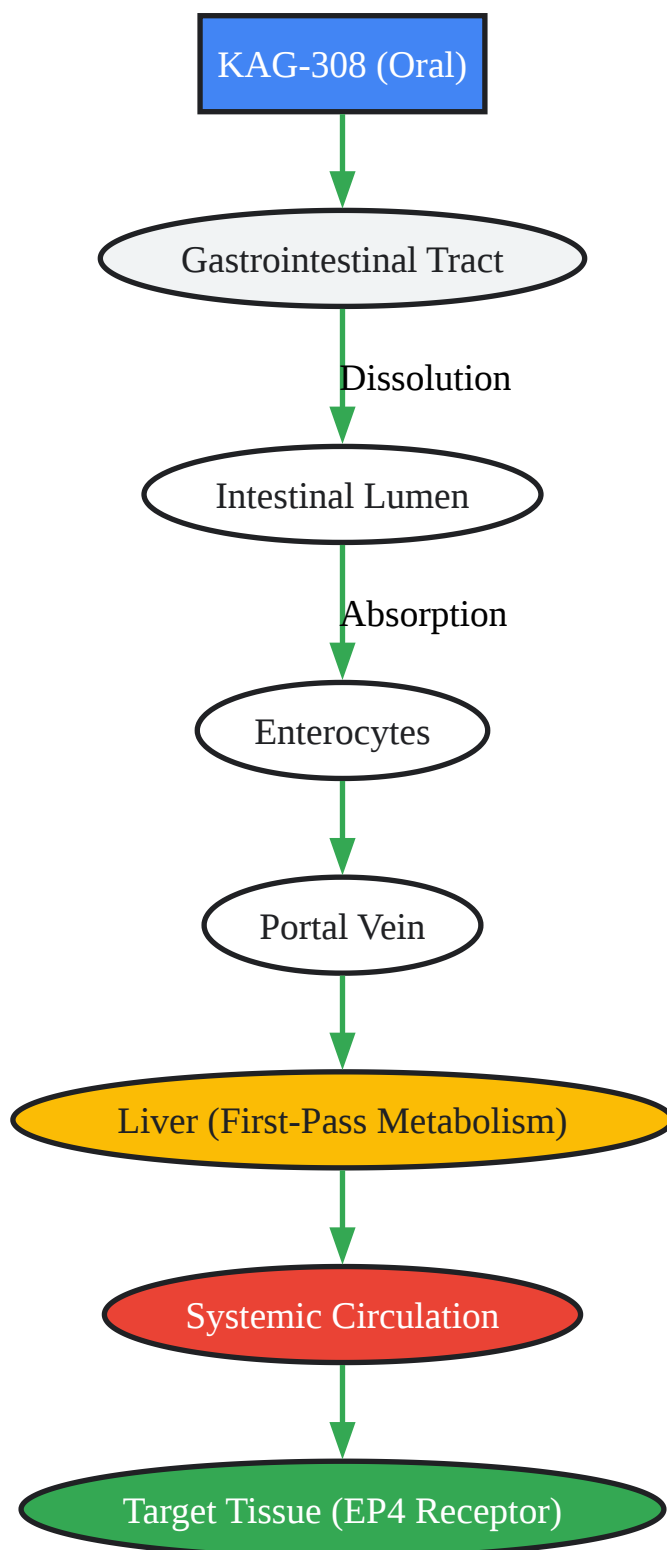 KAG-308 (Oral)
Gastrointestinal Tract
Dissolution
Intestinal Lumen
Absorption
Enterocytes
Portal Vein
Liver (First-Pass Metabolism)
Systemic Circulation
Target Tissue (EP4 Receptor)